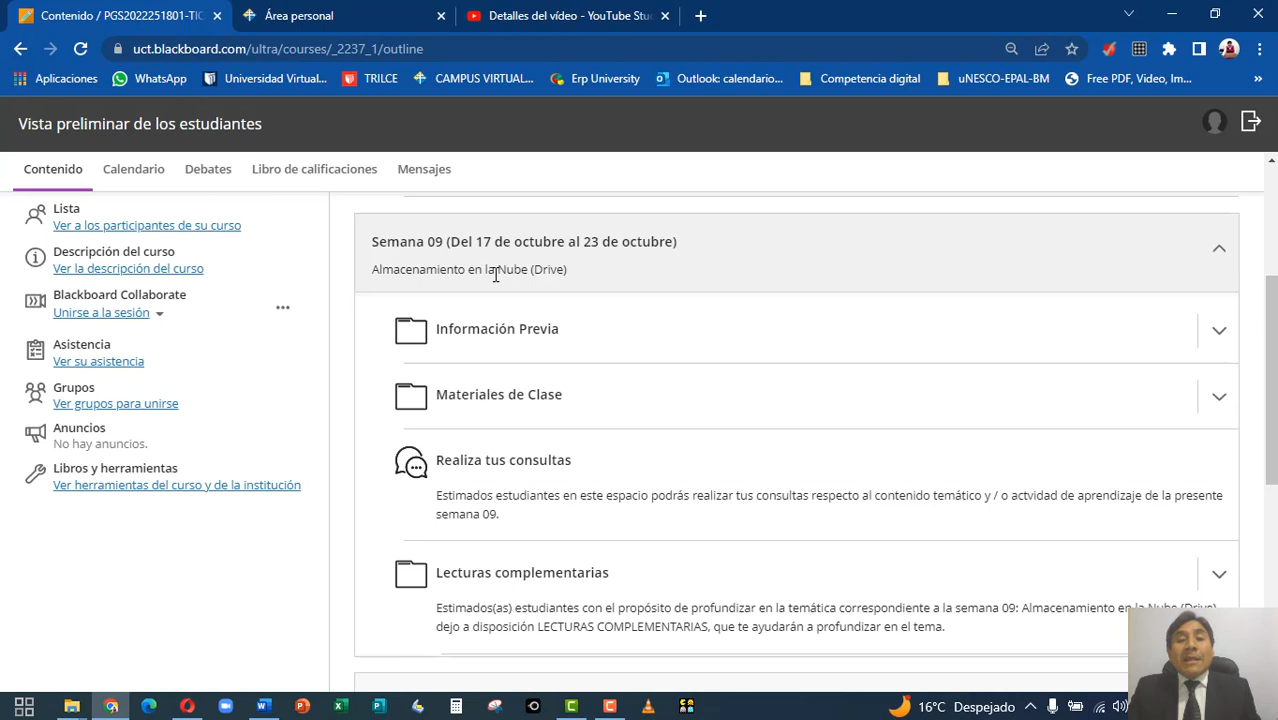 Contenido / PGS2022251801-TIC
Área personal
Detalles del vídeo - YouTube Stu
uct.blackboard.com/ultra/courses/_2237_1/outline
Aplicaciones
WhatsApp
Universidad Virtual...
TRILCE
CAMPUS VIRTUAL...
Erp University
Outlook: calendario...
Competencia digital
uNESCO-EPAL-BM
Free PDF, Video, Im...
»
Vista preliminar de los estudiantes
Contenido
Calendario
Debates
Libro de calificaciones
Mensajes
Lista
Ver a los participantes de su curso
Descripción del curso
Ver la descripción del curso
Blackboard Collaborate
Unirse a la sesión
Asistencia
Ver su asistencia
Grupos
Ver grupos para unirse
Anuncios
No hay anuncios.
Libros y herramientas
Ver herramientas del curso y de la institución
Semana 09 (Del 17 de octubre al 23 de octubre)
Almacenamiento en la Nube (Drive)
Información Previa
Materiales de Clase
Realiza tus consultas
Estimados estudiantes en este espacio podrás realizar tus consultas respecto al contenido temático y / o actvidad de aprendizaje de la presente
semana 09.
Lecturas complementarias
Estimados(as) estudiantes con el propósito de profundizar en la temática correspondiente a la semana 09: Almacenamiento en la Nube (Drive),
dejo a disposición LECTURAS COMPLEMENTARIAS, que te ayudarán a profundizar en el tema.
16°C Despejado